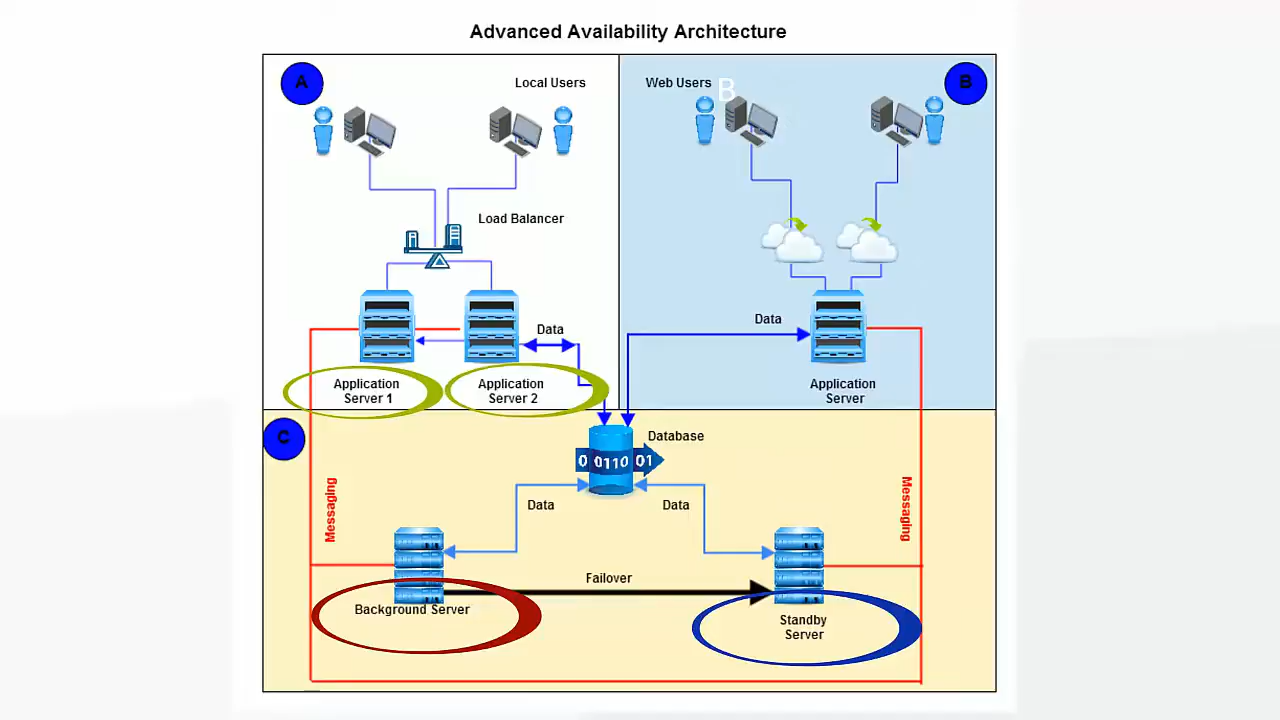 Advanced Availability Architecture
A
Local Users
Web Users
B
B
Load Balancer
Data
Data
Application
Server 1
Application
Server 2
Application
Server
C
Database
0 0110 01
Messaging
Data
Data
Messaging
Failover
Background Server
Standby
Server